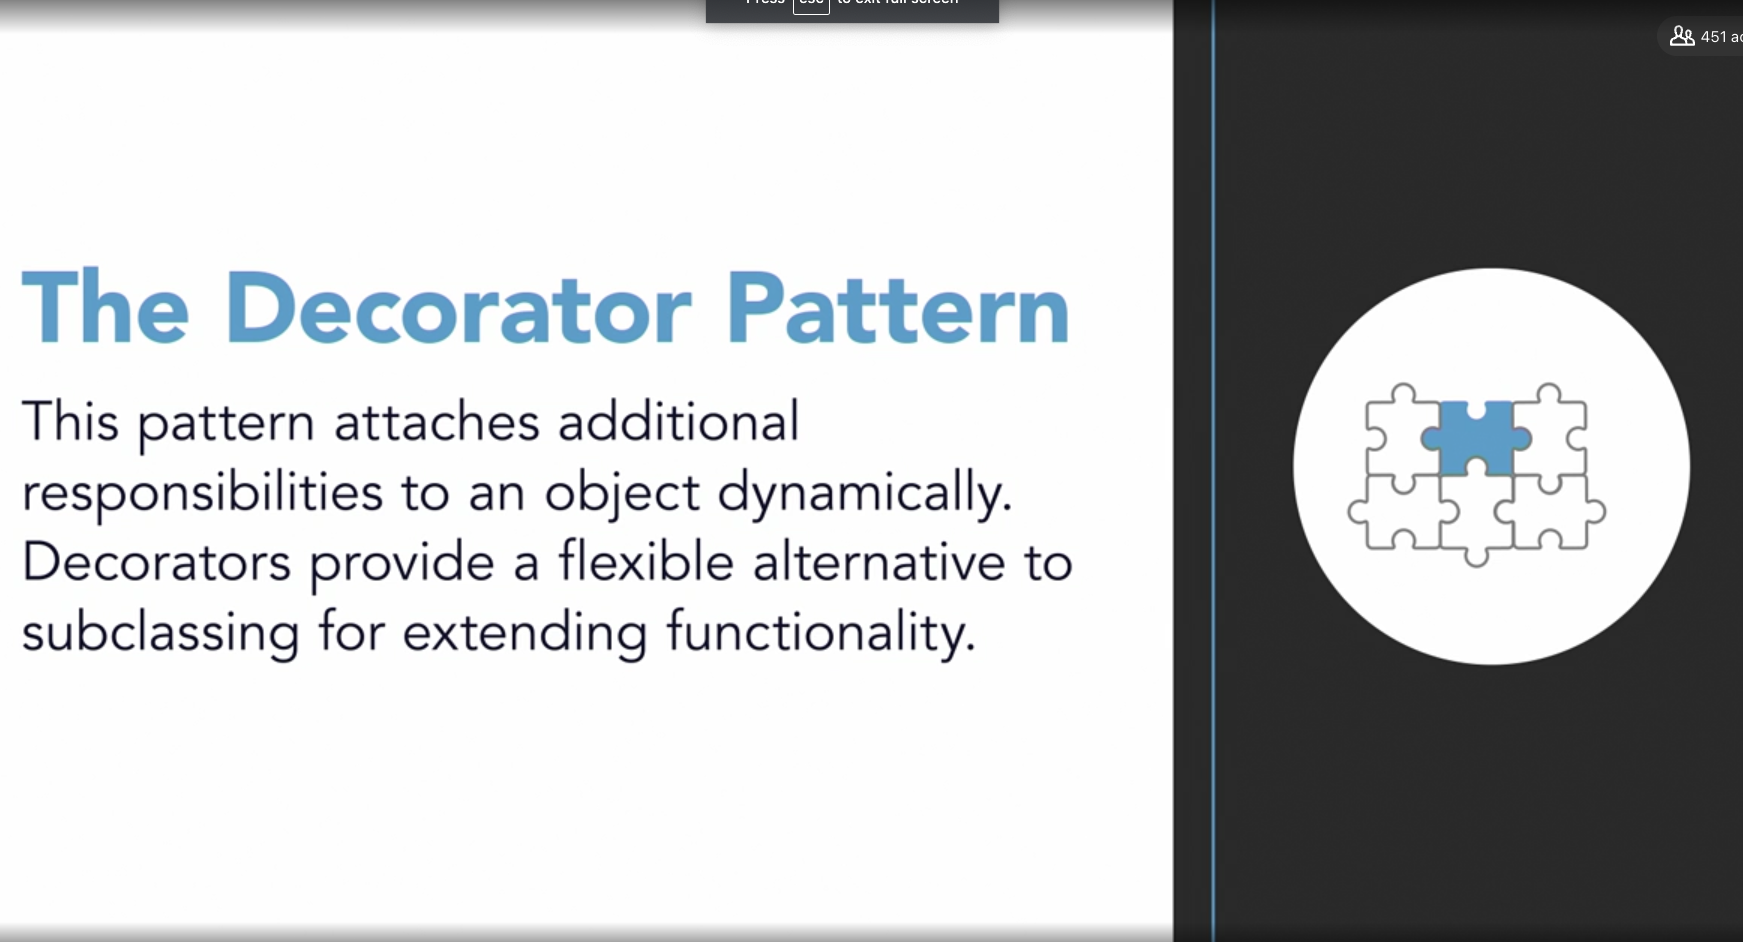 Press esc to exit full screen
451
The Decorator Pattern
This pattern attaches additional
responsibilities to an object dynamically.
Decorators provide a flexible alternative to
subclassing for extending functionality.